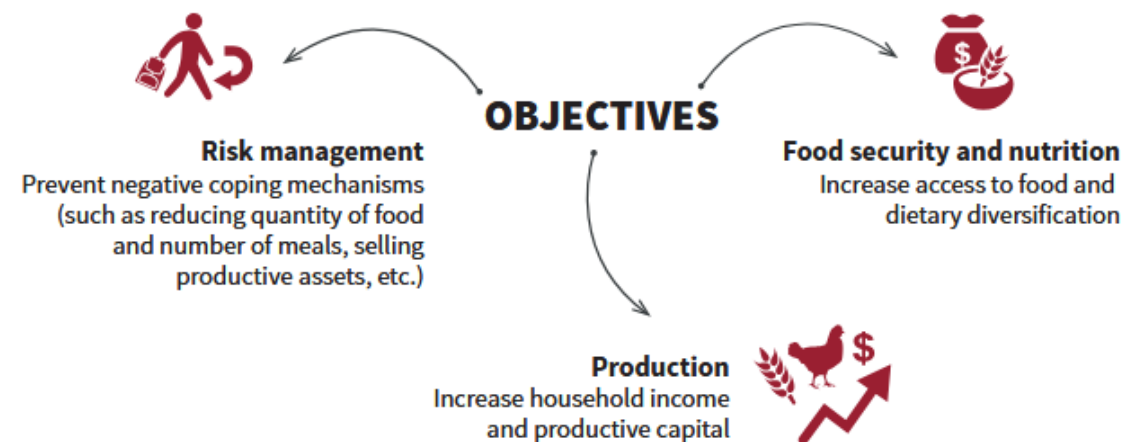 OBJECTIVES
Risk management
Prevent negative coping mechanisms
(such as reducing quantity of food
and number of meals, selling
productive assets, etc.)
$
Food security and nutrition
Increase access to food and
dietary diversification
$
Production
Increase household income
and productive capital